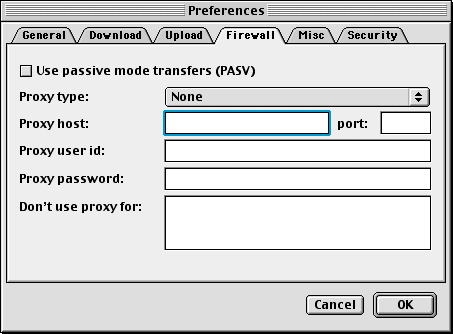 Preferences
General Download Upload Firewall Misc Security
Use passive mode transfers (PASV)
Proxy type: None
Proxy host: port:
Proxy user id:
Proxy password:
Don't use proxy for:
Cancel OK